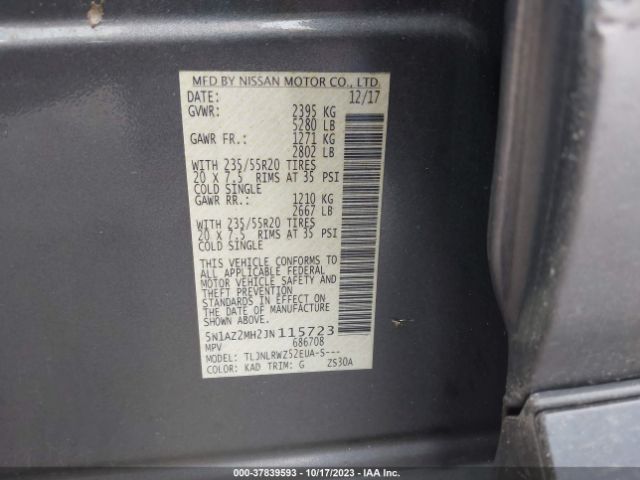 MFD BY NISSAN MOTOR CO., LTD.
DATE: 12/17
GVWR: 2395 KG
5280 LB
GAWR FR.: 1271 KG
2802 LB
WITH 235/55R20 TIRES
20 X 7.5 RIMS AT 35 PSI
COLD SINGLE
GAWR RR.: 1210 KG
2667 LB
WITH 235/55R20 TIRES
20 X 7.5 RIMS AT 35 PSI
COLD SINGLE
THIS VEHICLE CONFORMS TO
ALL APPLICABLE FEDERAL
MOTOR VEHICLE SAFETY AND
THEFT PREVENTION
STANDARDS IN EFFECT ON
THE DATE OF MANUFACTURE
SHOWN ABOVE.
5N1AZ2MH2JN115723
MPV 686708
MODEL: TLJNLRWZ52EUA-S---
COLOR: KAD TRIM: G ZS30A
000-37839593 - 10/17/2023 - IAA Inc.